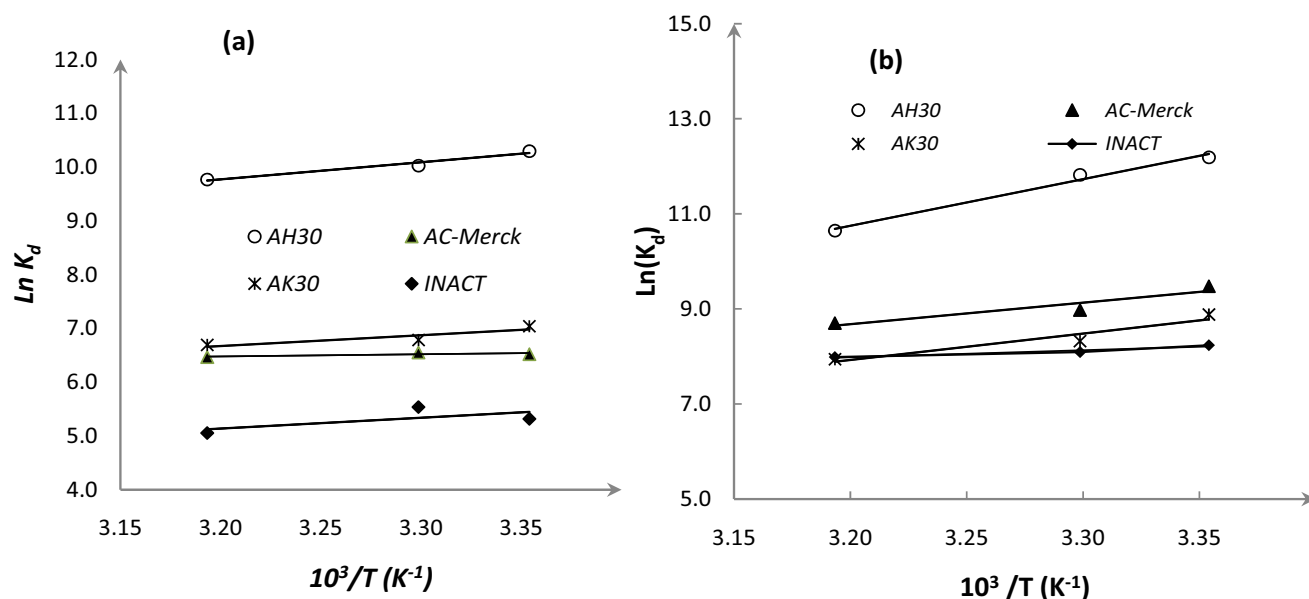 (a)
12.0
11.0
10.0
9.0
8.0
7.0
6.0
5.0
4.0
Ln K_d
AH30 AC-Merck
AK30 INACT
3.15 3.20 3.25 3.30 3.35
10³/T (K⁻¹)
(b)
15.0
13.0
11.0
9.0
7.0
5.0
Ln(K_d)
AH30 AC-Merck
AK30 INACT
3.15 3.20 3.25 3.30 3.35
10³ /T (K⁻¹)